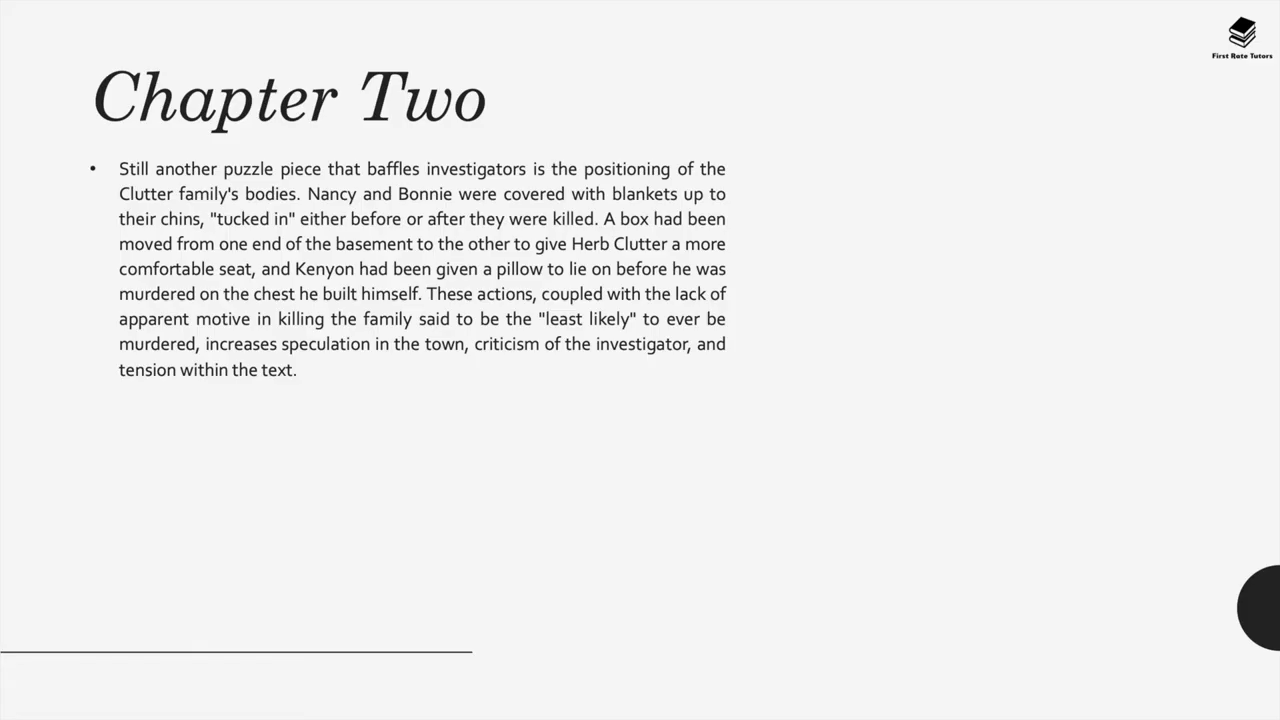 First Rate Tutors
Chapter Two
• Still another puzzle piece that baffles investigators is the positioning of the
Clutter family's bodies. Nancy and Bonnie were covered with blankets up to
their chins, "tucked in" either before or after they were killed. A box had been
moved from one end of the basement to the other to give Herb Clutter a more
comfortable seat, and Kenyon had been given a pillow to lie on before he was
murdered on the chest he built himself. These actions, coupled with the lack of
apparent motive in killing the family said to be the "least likely" to ever be
murdered, increases speculation in the town, criticism of the investigator, and
tension within the text.